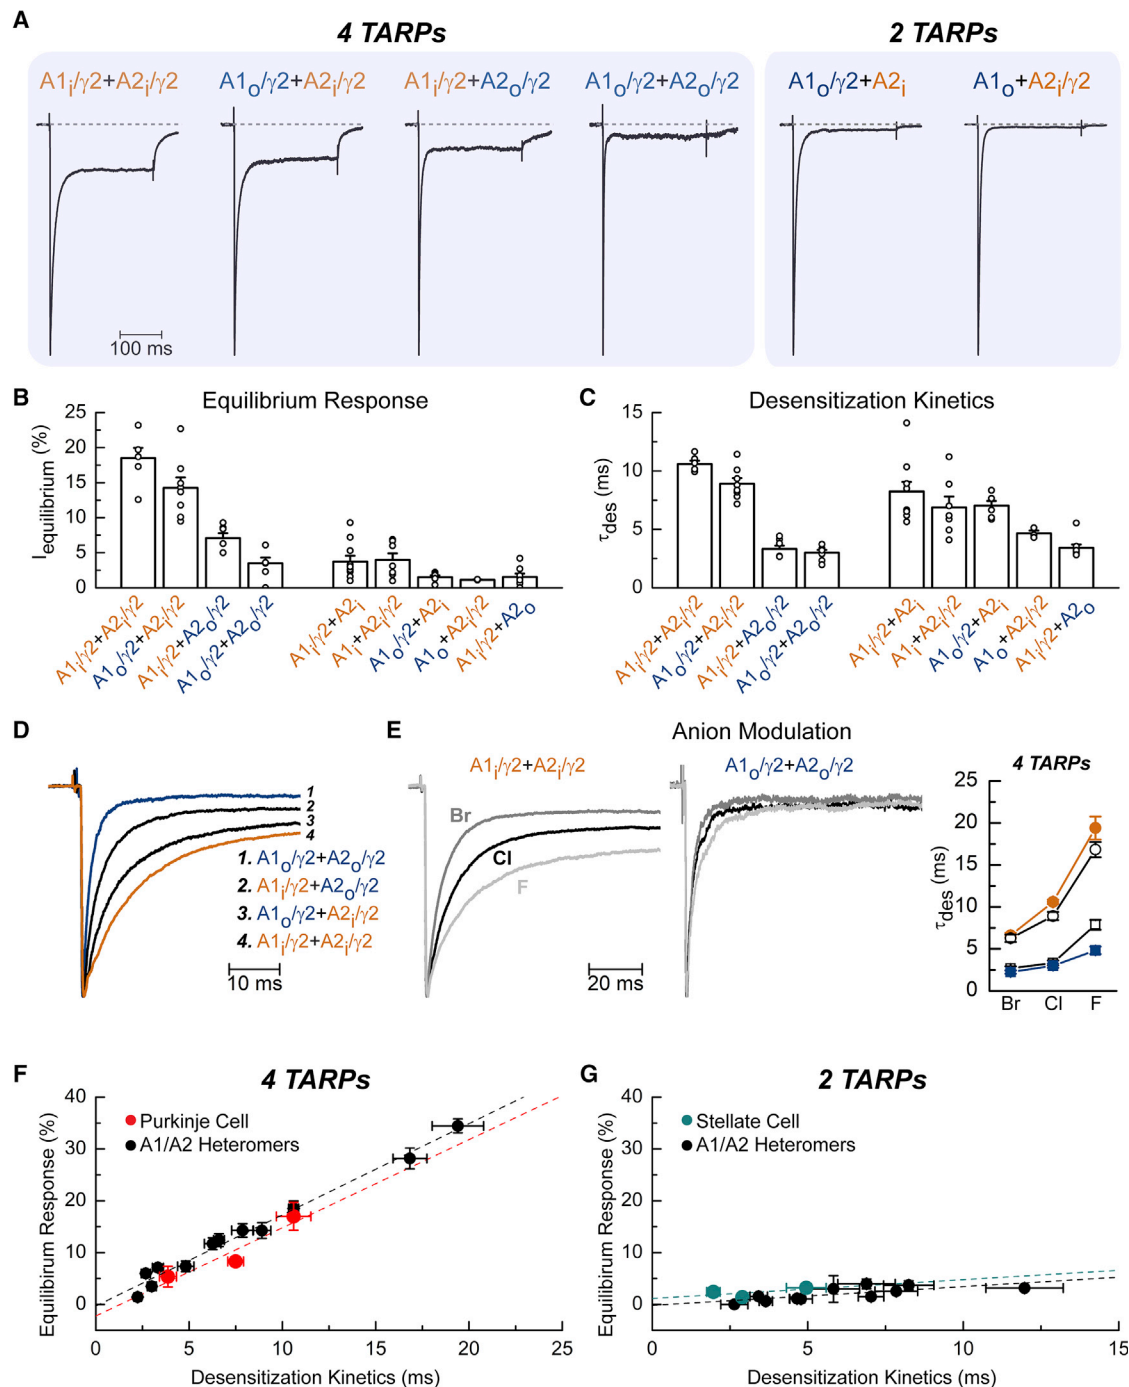 A
4 TARPs
2 TARPs
A1i/γ2+A2i/γ2
A1o/γ2+A2i/γ2
A1i/γ2+A2o/γ2
A1o/γ2+A2o/γ2
A1o/γ2+A2i
A1o+A2i/γ2
100 ms
B
Equilibrium Response
Iequilibrium (%)
25
20
15
10
5
0
A1i/γ2+A2i/γ2
A1o/γ2+A2i/γ2
A1i/γ2+A2o/γ2
A1o/γ2+A2o/γ2
A1i/γ2+A2i
A1i+A2i/γ2
A1o/γ2+A2i
A1o+A2i/γ2
A1i/γ2+A2o
C
Desensitization Kinetics
τdes (ms)
15
10
5
0
A1i/γ2+A2i/γ2
A1o/γ2+A2i/γ2
A1i/γ2+A2o/γ2
A1o/γ2+A2o/γ2
A1i/γ2+A2i
A1i+A2i/γ2
A1o/γ2+A2i
A1o+A2i/γ2
A1i/γ2+A2o
D
1
2
3
4
1. A1o/γ2+A2o/γ2
2. A1i/γ2+A2o/γ2
3. A1o/γ2+A2i/γ2
4. A1i/γ2+A2i/γ2
10 ms
E
Anion Modulation
A1i/γ2+A2i/γ2
Br
Cl
F
20 ms
A1o/γ2+A2o/γ2
4 TARPs
τdes (ms)
25
20
15
10
5
0
Br Cl F
F
4 TARPs
Equilibirum Response (%)
40
30
20
10
0
Purkinje Cell
A1/A2 Heteromers
0 5 10 15 20 25
Desensitization Kinetics (ms)
G
2 TARPs
Equilibrium Response (%)
40
30
20
10
0
Stellate Cell
A1/A2 Heteromers
0 5 10 15
Desensitization Kinetics (ms)